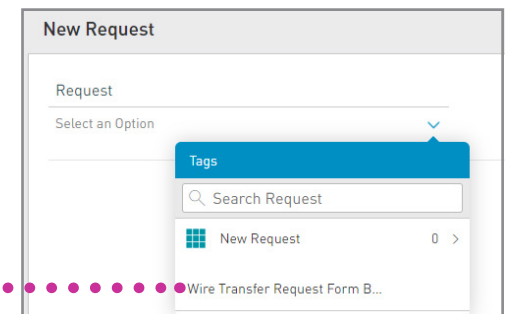 New Request
Request
Select an Option
Tags
Search Request
New Request 0 >
Wire Transfer Request Form B...